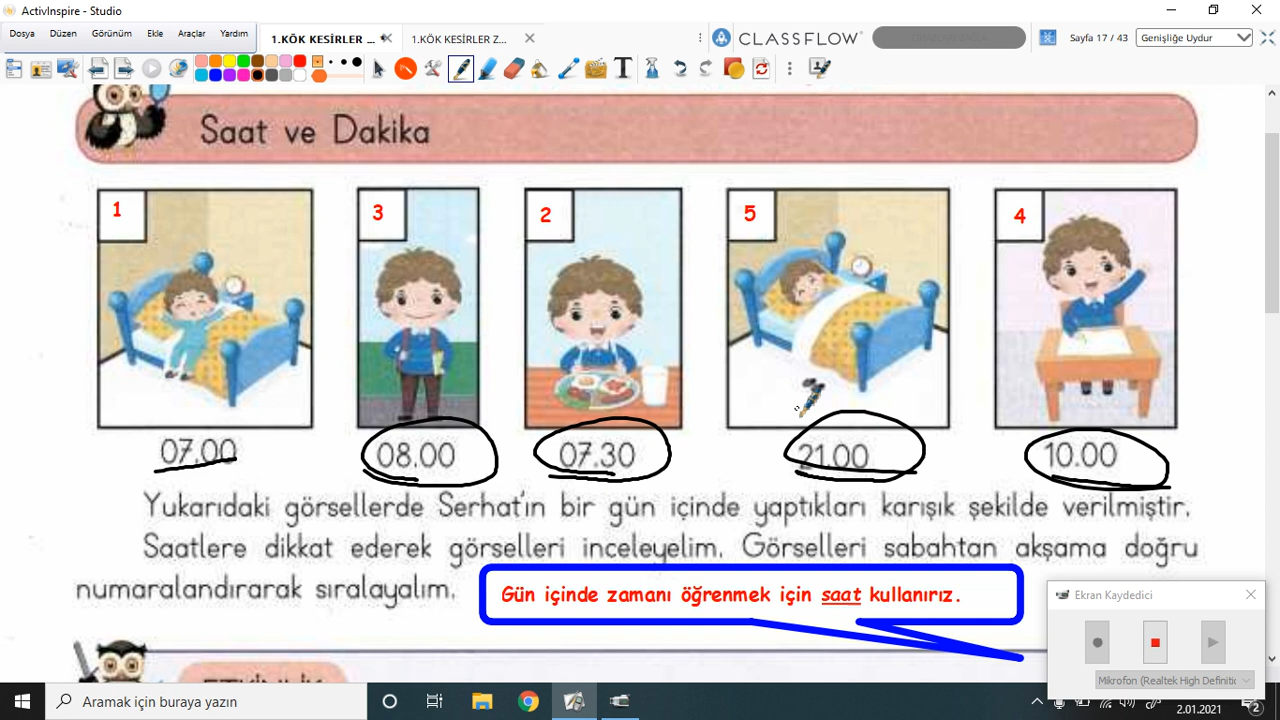 ActivInspire - Studio
Dosya Düzen Görünüm Ekle Araçlar Yardım
1.KÖK KESİRLER ...
1.KÖK KESİRLER Z...
CLASSFLOW
Sayfa 17 / 43
Genişliğe Uydur
Saat ve Dakika
1 3 2 5 4
07.00 08.00 07.30 21.00 10.00
Yukarıdaki görsellerde Serhat'ın bir gün içinde yaptıkları karışık şekilde verilmiştir.
Saatlere dikkat ederek görselleri inceleyelim. Görselleri sabahtan akşama doğru
numaralandırarak sıralayalım.
Gün içinde zamanı öğrenmek için saat kullanırız.
Ekran Kaydedici
Mikrofon (Realtek High Definitic
Aramak için buraya yazın
2.01.2021
2